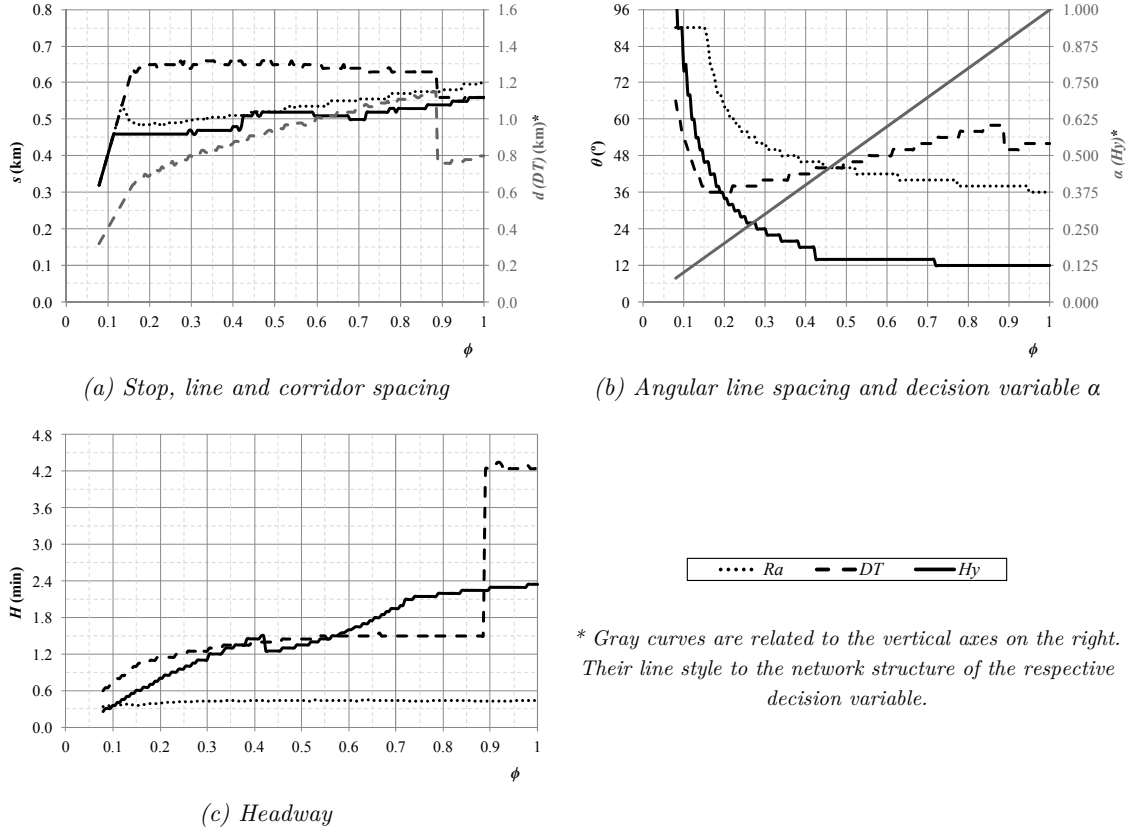 0.8
0.7
0.6
0.5
0.4
0.3
0.2
0.1
0.0
s (km)
1.6
1.4
1.2
1.0
0.8
0.6
0.4
0.2
0.0
d (DT) (km)*
0 0.1 0.2 0.3 0.4 0.5 0.6 0.7 0.8 0.9 1
ϕ
(a) Stop, line and corridor spacing
96
84
72
60
48
36
24
12
0
θ (º)
1.000
0.875
0.750
0.625
0.500
0.375
0.250
0.125
0.000
α (Hy)*
0 0.1 0.2 0.3 0.4 0.5 0.6 0.7 0.8 0.9 1
ϕ
(b) Angular line spacing and decision variable α
4.8
4.2
3.6
3.0
2.4
1.8
1.2
0.6
0.0
H (min)
0 0.1 0.2 0.3 0.4 0.5 0.6 0.7 0.8 0.9 1
ϕ
(c) Headway
Ra DT Hy
* Gray curves are related to the vertical axes on the right.
Their line style to the network structure of the respective
decision variable.